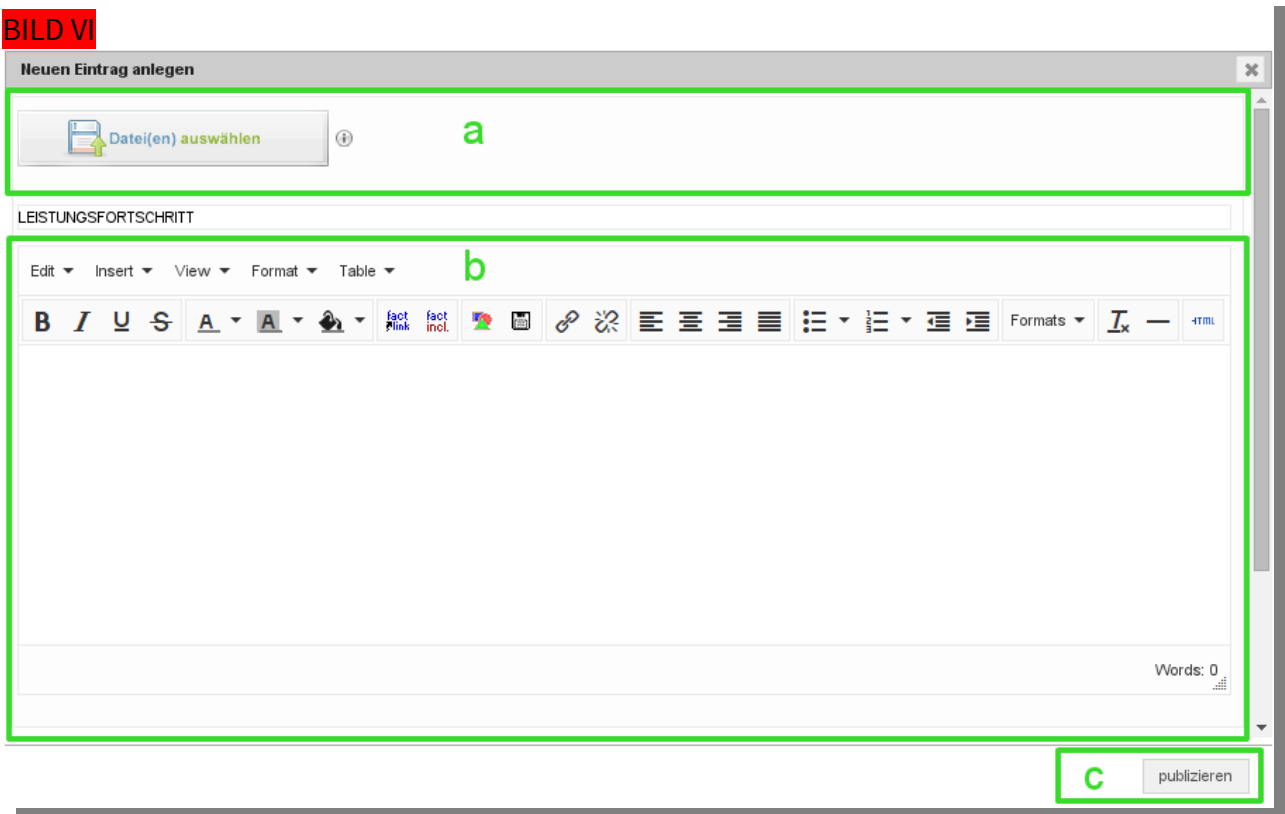 BILD VI
Neuen Eintrag anlegen
Datei(en) auswählen
a
LEISTUNGSFORTSCHRITT
Edit Insert View Format Table
b
B I U S A A fact link fact incl. Formats Tx HTML
Words: 0
c
publizieren